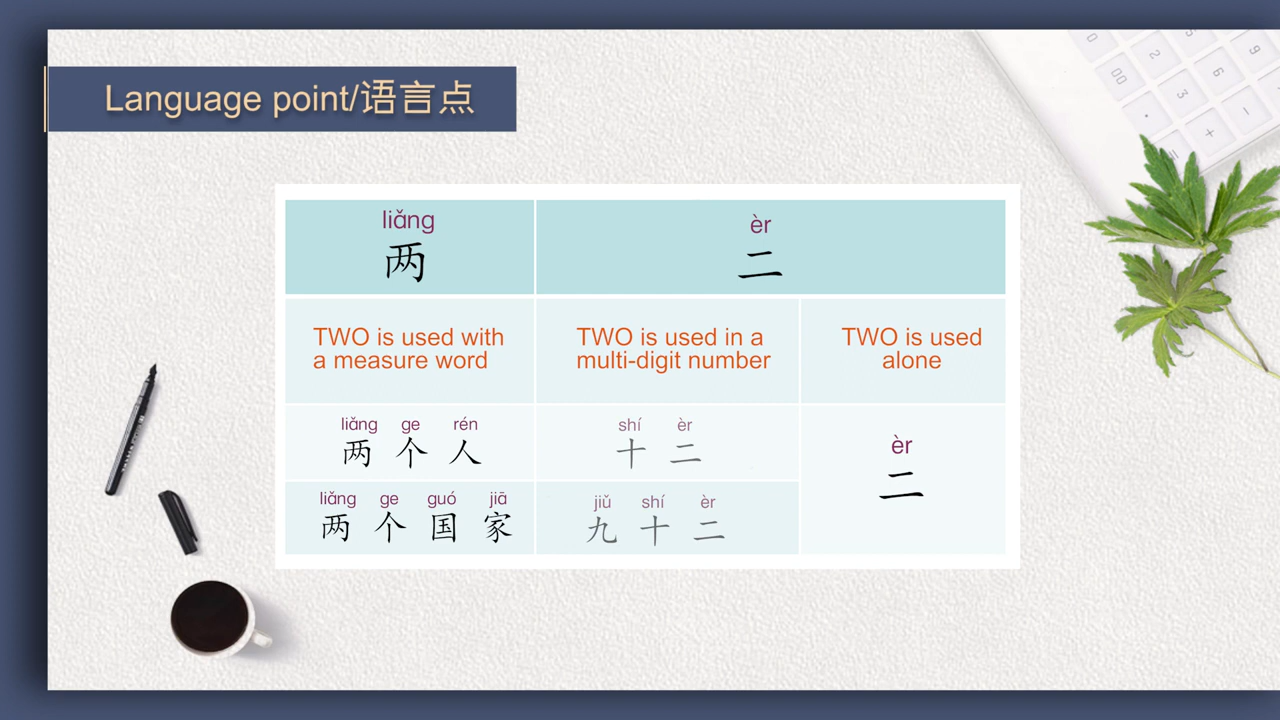 Language point/语言点
liǎng
两
èr
二
TWO is used with
a measure word
TWO is used in a
multi-digit number
TWO is used
alone
liǎng ge rén
两 个 人
shí èr
十 二
èr
二
liǎng ge guó jiā
两 个 国 家
jiǔ shí èr
九 十 二